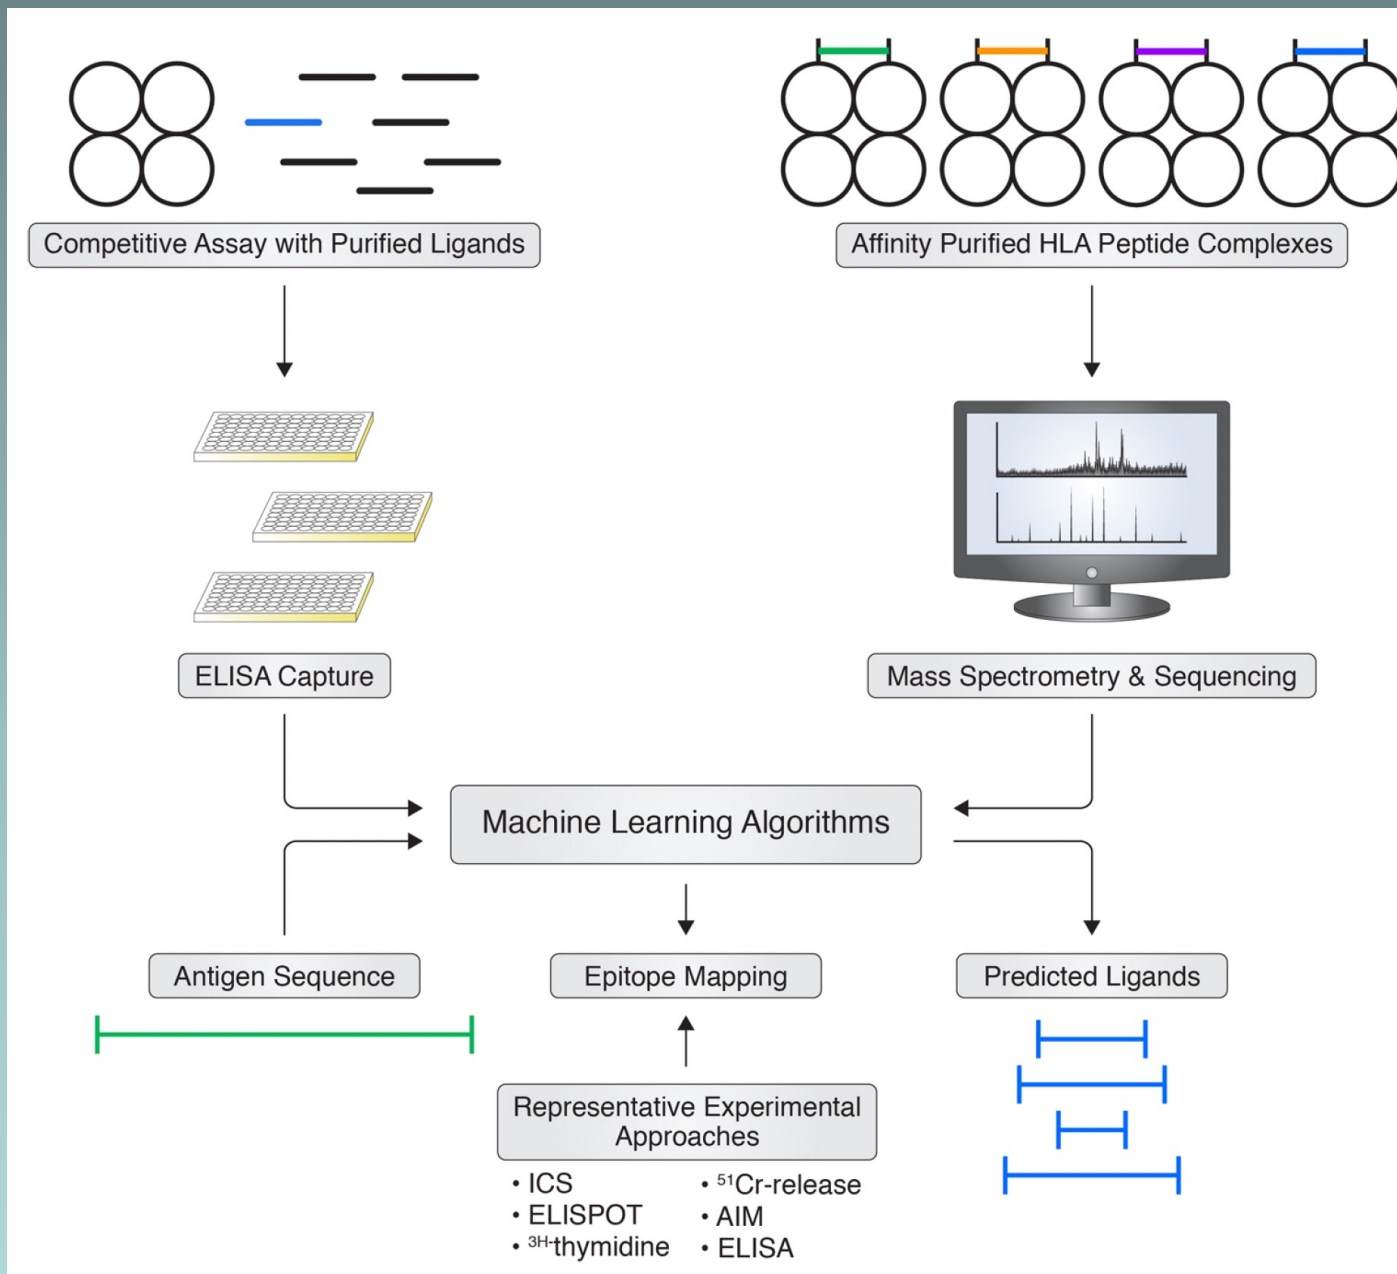 Competitive Assay with Purified Ligands
Affinity Purified HLA Peptide Complexes
ELISA Capture
Mass Spectrometry & Sequencing
Machine Learning Algorithms
Antigen Sequence
Epitope Mapping
Predicted Ligands
Representative Experimental
Approaches
• ICS
• ELISPOT
• ³ᴴ⁻thymidine
• ⁵¹Cr-release
• AIM
• ELISA